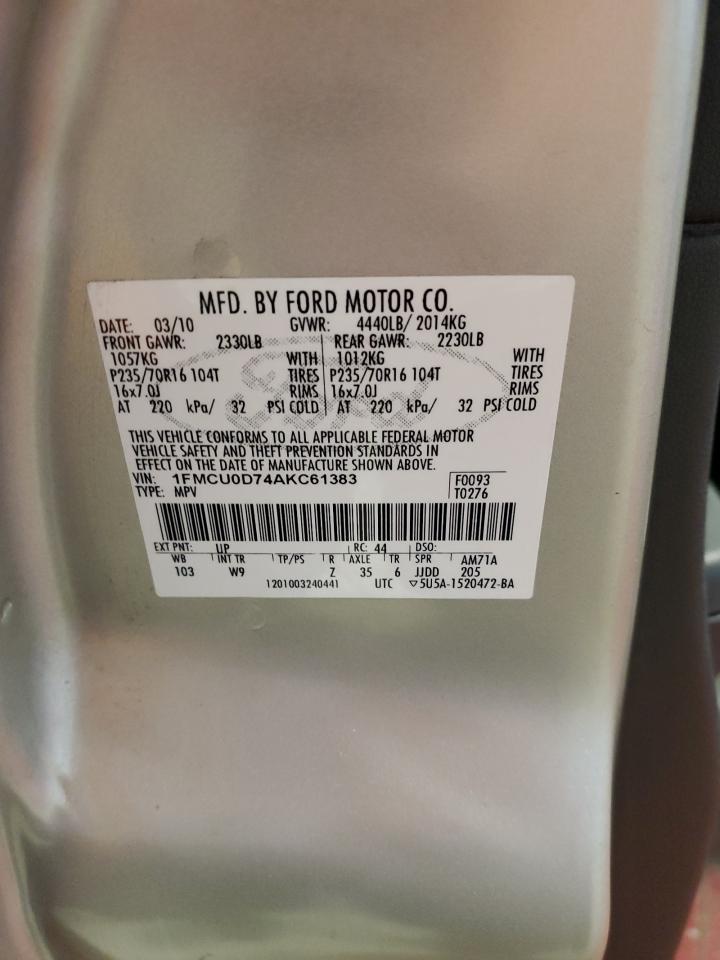 MFD. BY FORD MOTOR CO.
DATE: 03/10 GVWR: 4440LB/ 2014KG
FRONT GAWR: 2330LB REAR GAWR: 2230LB
1057KG WITH 1012KG WITH
P235/70R16 104T TIRES P235/70R16 104T TIRES
16x7.0J RIMS 16x7.0J RIMS
AT 220 kPa/ 32 PSI COLD AT 220 kPa/ 32 PSI COLD
THIS VEHICLE CONFORMS TO ALL APPLICABLE FEDERAL MOTOR
VEHICLE SAFETY AND THEFT PREVENTION STANDARDS IN
EFFECT ON THE DATE OF MANUFACTURE SHOWN ABOVE.
VIN: 1FMCU0D74AKC61383 F0093
TYPE: MPV T0276
EXT PNT: UP RC: 44 DSO:
WB INT TR TP/PS R AXLE TR SPR AM71A
103 W9 Z 35 6 JJDD 205
1201003240441 UTC ▽5U5A-1520472-BA
Ford